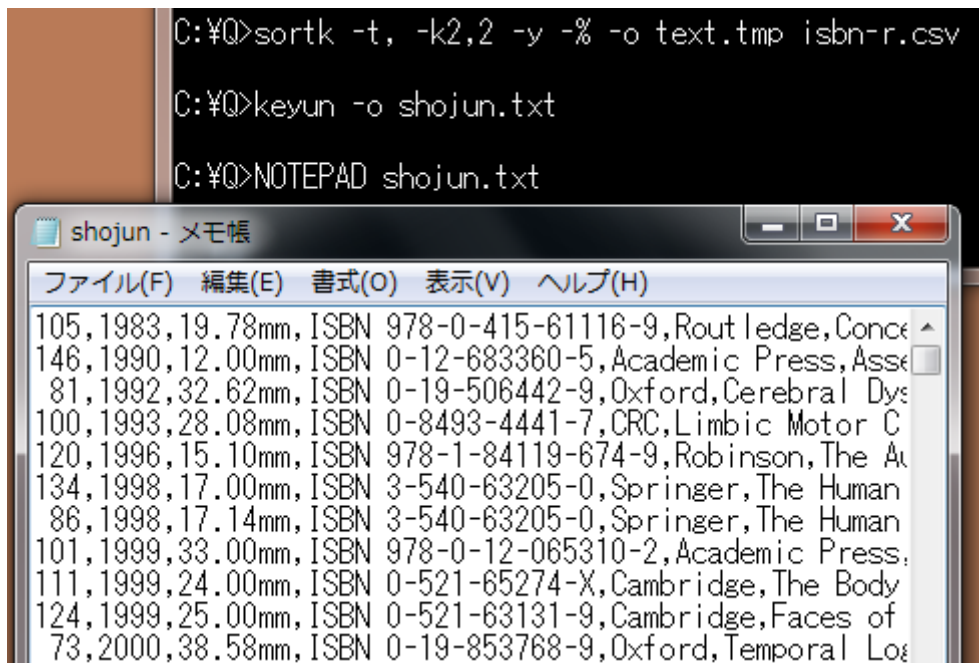 C:¥Q>sortk -t, -k2,2 -y -% -o text.tmp isbn-r.csv
C:¥Q>keyun -o shojun.txt
C:¥Q>NOTEPAD shojun.txt
shojun - メモ帳
ファイル(F) 編集(E) 書式(O) 表示(V) ヘルプ(H)
105,1983,19.78mm,ISBN 978-0-415-61116-9,Routledge,Conce
146,1990,12.00mm,ISBN 0-12-683360-5,Academic Press,Asse
81,1992,32.62mm,ISBN 0-19-506442-9,Oxford,Cerebral Dys
100,1993,28.08mm,ISBN 0-8493-4441-7,CRC,Limbic Motor C
120,1996,15.10mm,ISBN 978-1-84119-674-9,Robinson,The Au
134,1998,17.00mm,ISBN 3-540-63205-0,Springer,The Human
86,1998,17.14mm,ISBN 3-540-63205-0,Springer,The Human
101,1999,33.00mm,ISBN 978-0-12-065310-2,Academic Press,
111,1999,24.00mm,ISBN 0-521-65274-X,Cambridge,The Body
124,1999,25.00mm,ISBN 0-521-63131-9,Cambridge,Faces of
73,2000,38.58mm,ISBN 0-19-853768-9,Oxford,Temporal Log